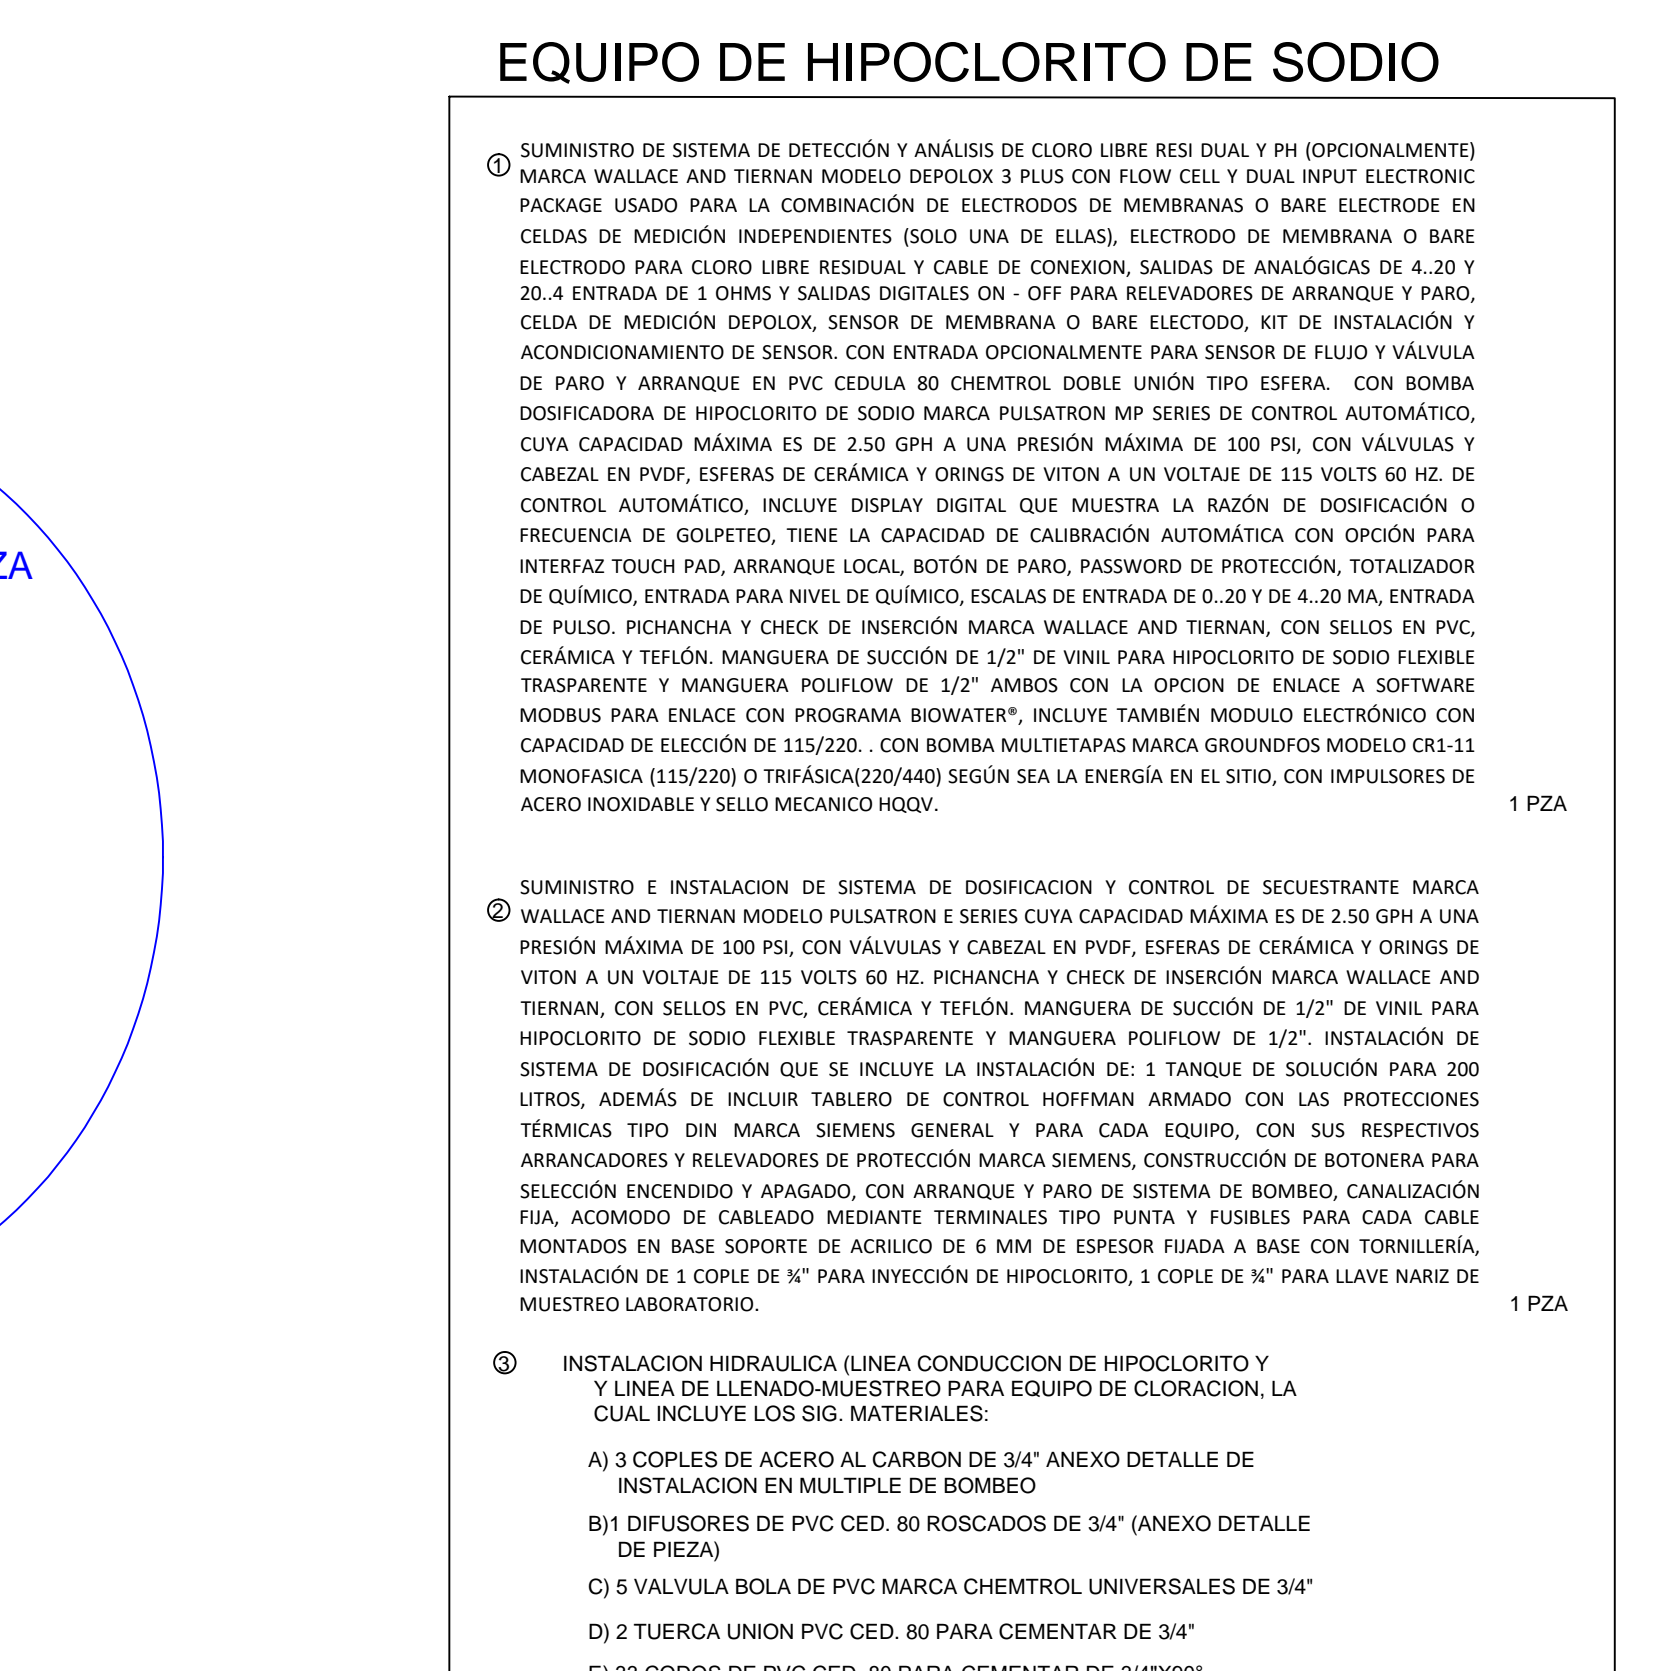 EQUIPO DE HIPOCLORITO DE SODIO
ZA
① SUMINISTRO DE SISTEMA DE DETECCIÓN Y ANÁLISIS DE CLORO LIBRE RESI DUAL Y PH (OPCIONALMENTE)
MARCA WALLACE AND TIERNAN MODELO DEPOLOX 3 PLUS CON FLOW CELL Y DUAL INPUT ELECTRONIC
PACKAGE USADO PARA LA COMBINACIÓN DE ELECTRODOS DE MEMBRANAS O BARE ELECTRODE EN
CELDAS DE MEDICIÓN INDEPENDIENTES (SOLO UNA DE ELLAS), ELECTRODO DE MEMBRANA O BARE
ELECTRODO PARA CLORO LIBRE RESIDUAL Y CABLE DE CONEXION, SALIDAS DE ANALÓGICAS DE 4..20 Y
20..4 ENTRADA DE 1 OHMS Y SALIDAS DIGITALES ON - OFF PARA RELEVADORES DE ARRANQUE Y PARO,
CELDA DE MEDICIÓN DEPOLOX, SENSOR DE MEMBRANA O BARE ELECTODO, KIT DE INSTALACIÓN Y
ACONDICIONAMIENTO DE SENSOR. CON ENTRADA OPCIONALMENTE PARA SENSOR DE FLUJO Y VÁLVULA
DE PARO Y ARRANQUE EN PVC CEDULA 80 CHEMTROL DOBLE UNIÓN TIPO ESFERA. CON BOMBA
DOSIFICADORA DE HIPOCLORITO DE SODIO MARCA PULSATRON MP SERIES DE CONTROL AUTOMÁTICO,
CUYA CAPACIDAD MÁXIMA ES DE 2.50 GPH A UNA PRESIÓN MÁXIMA DE 100 PSI, CON VÁLVULAS Y
CABEZAL EN PVDF, ESFERAS DE CERÁMICA Y ORINGS DE VITON A UN VOLTAJE DE 115 VOLTS 60 HZ. DE
CONTROL AUTOMÁTICO, INCLUYE DISPLAY DIGITAL QUE MUESTRA LA RAZÓN DE DOSIFICACIÓN O
FRECUENCIA DE GOLPETEO, TIENE LA CAPACIDAD DE CALIBRACIÓN AUTOMÁTICA CON OPCIÓN PARA
INTERFAZ TOUCH PAD, ARRANQUE LOCAL, BOTÓN DE PARO, PASSWORD DE PROTECCIÓN, TOTALIZADOR
DE QUÍMICO, ENTRADA PARA NIVEL DE QUÍMICO, ESCALAS DE ENTRADA DE 0..20 Y DE 4..20 MA, ENTRADA
DE PULSO. PICHANCHA Y CHECK DE INSERCIÓN MARCA WALLACE AND TIERNAN, CON SELLOS EN PVC,
CERÁMICA Y TEFLÓN. MANGUERA DE SUCCIÓN DE 1/2" DE VINIL PARA HIPOCLORITO DE SODIO FLEXIBLE
TRASPARENTE Y MANGUERA POLIFLOW DE 1/2" AMBOS CON LA OPCION DE ENLACE A SOFTWARE
MODBUS PARA ENLACE CON PROGRAMA BIOWATER®, INCLUYE TAMBIÉN MODULO ELECTRÓNICO CON
CAPACIDAD DE ELECCIÓN DE 115/220. . CON BOMBA MULTIETAPAS MARCA GROUNDFOS MODELO CR1-11
MONOFASICA (115/220) O TRIFÁSICA(220/440) SEGÚN SEA LA ENERGÍA EN EL SITIO, CON IMPULSORES DE
ACERO INOXIDABLE Y SELLO MECANICO HQQV. 1 PZA
② SUMINISTRO E INSTALACION DE SISTEMA DE DOSIFICACION Y CONTROL DE SECUESTRANTE MARCA
WALLACE AND TIERNAN MODELO PULSATRON E SERIES CUYA CAPACIDAD MÁXIMA ES DE 2.50 GPH A UNA
PRESIÓN MÁXIMA DE 100 PSI, CON VÁLVULAS Y CABEZAL EN PVDF, ESFERAS DE CERÁMICA Y ORINGS DE
VITON A UN VOLTAJE DE 115 VOLTS 60 HZ. PICHANCHA Y CHECK DE INSERCIÓN MARCA WALLACE AND
TIERNAN, CON SELLOS EN PVC, CERÁMICA Y TEFLÓN. MANGUERA DE SUCCIÓN DE 1/2" DE VINIL PARA
HIPOCLORITO DE SODIO FLEXIBLE TRASPARENTE Y MANGUERA POLIFLOW DE 1/2". INSTALACIÓN DE
SISTEMA DE DOSIFICACIÓN QUE SE INCLUYE LA INSTALACIÓN DE: 1 TANQUE DE SOLUCIÓN PARA 200
LITROS, ADEMÁS DE INCLUIR TABLERO DE CONTROL HOFFMAN ARMADO CON LAS PROTECCIONES
TÉRMICAS TIPO DIN MARCA SIEMENS GENERAL Y PARA CADA EQUIPO, CON SUS RESPECTIVOS
ARRANCADORES Y RELEVADORES DE PROTECCIÓN MARCA SIEMENS, CONSTRUCCIÓN DE BOTONERA PARA
SELECCIÓN ENCENDIDO Y APAGADO, CON ARRANQUE Y PARO DE SISTEMA DE BOMBEO, CANALIZACIÓN
FIJA, ACOMODO DE CABLEADO MEDIANTE TERMINALES TIPO PUNTA Y FUSIBLES PARA CADA CABLE
MONTADOS EN BASE SOPORTE DE ACRILICO DE 6 MM DE ESPESOR FIJADA A BASE CON TORNILLERÍA,
INSTALACIÓN DE 1 COPLE DE ¾" PARA INYECCIÓN DE HIPOCLORITO, 1 COPLE DE ¾" PARA LLAVE NARIZ DE
MUESTREO LABORATORIO. 1 PZA
③ INSTALACION HIDRAULICA (LINEA CONDUCCION DE HIPOCLORITO Y
Y LINEA DE LLENADO-MUESTREO PARA EQUIPO DE CLORACION, LA
CUAL INCLUYE LOS SIG. MATERIALES:
A) 3 COPLES DE ACERO AL CARBON DE 3/4" ANEXO DETALLE DE
INSTALACION EN MULTIPLE DE BOMBEO
B)1 DIFUSORES DE PVC CED. 80 ROSCADOS DE 3/4" (ANEXO DETALLE
DE PIEZA)
C) 5 VALVULA BOLA DE PVC MARCA CHEMTROL UNIVERSALES DE 3/4"
D) 2 TUERCA UNION PVC CED. 80 PARA CEMENTAR DE 3/4"
E) 33 CODOS DE PVC CED. 80 PARA CEMENTAR DE 3/4"X90°